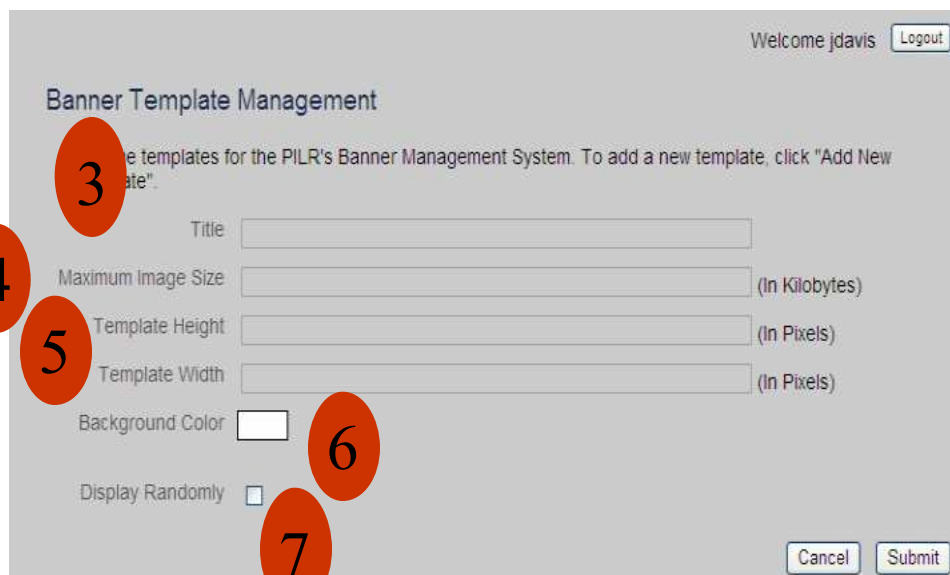 Welcome jdavis Logout
Banner Template Management
3
templates for the PILR's Banner Management System. To add a new template, click "Add New
Title
4
Maximum Image Size (In Kilobytes)
5
Template Height (In Pixels)
Template Width (In Pixels)
Background Color
6
Display Randomly
7
Cancel Submit